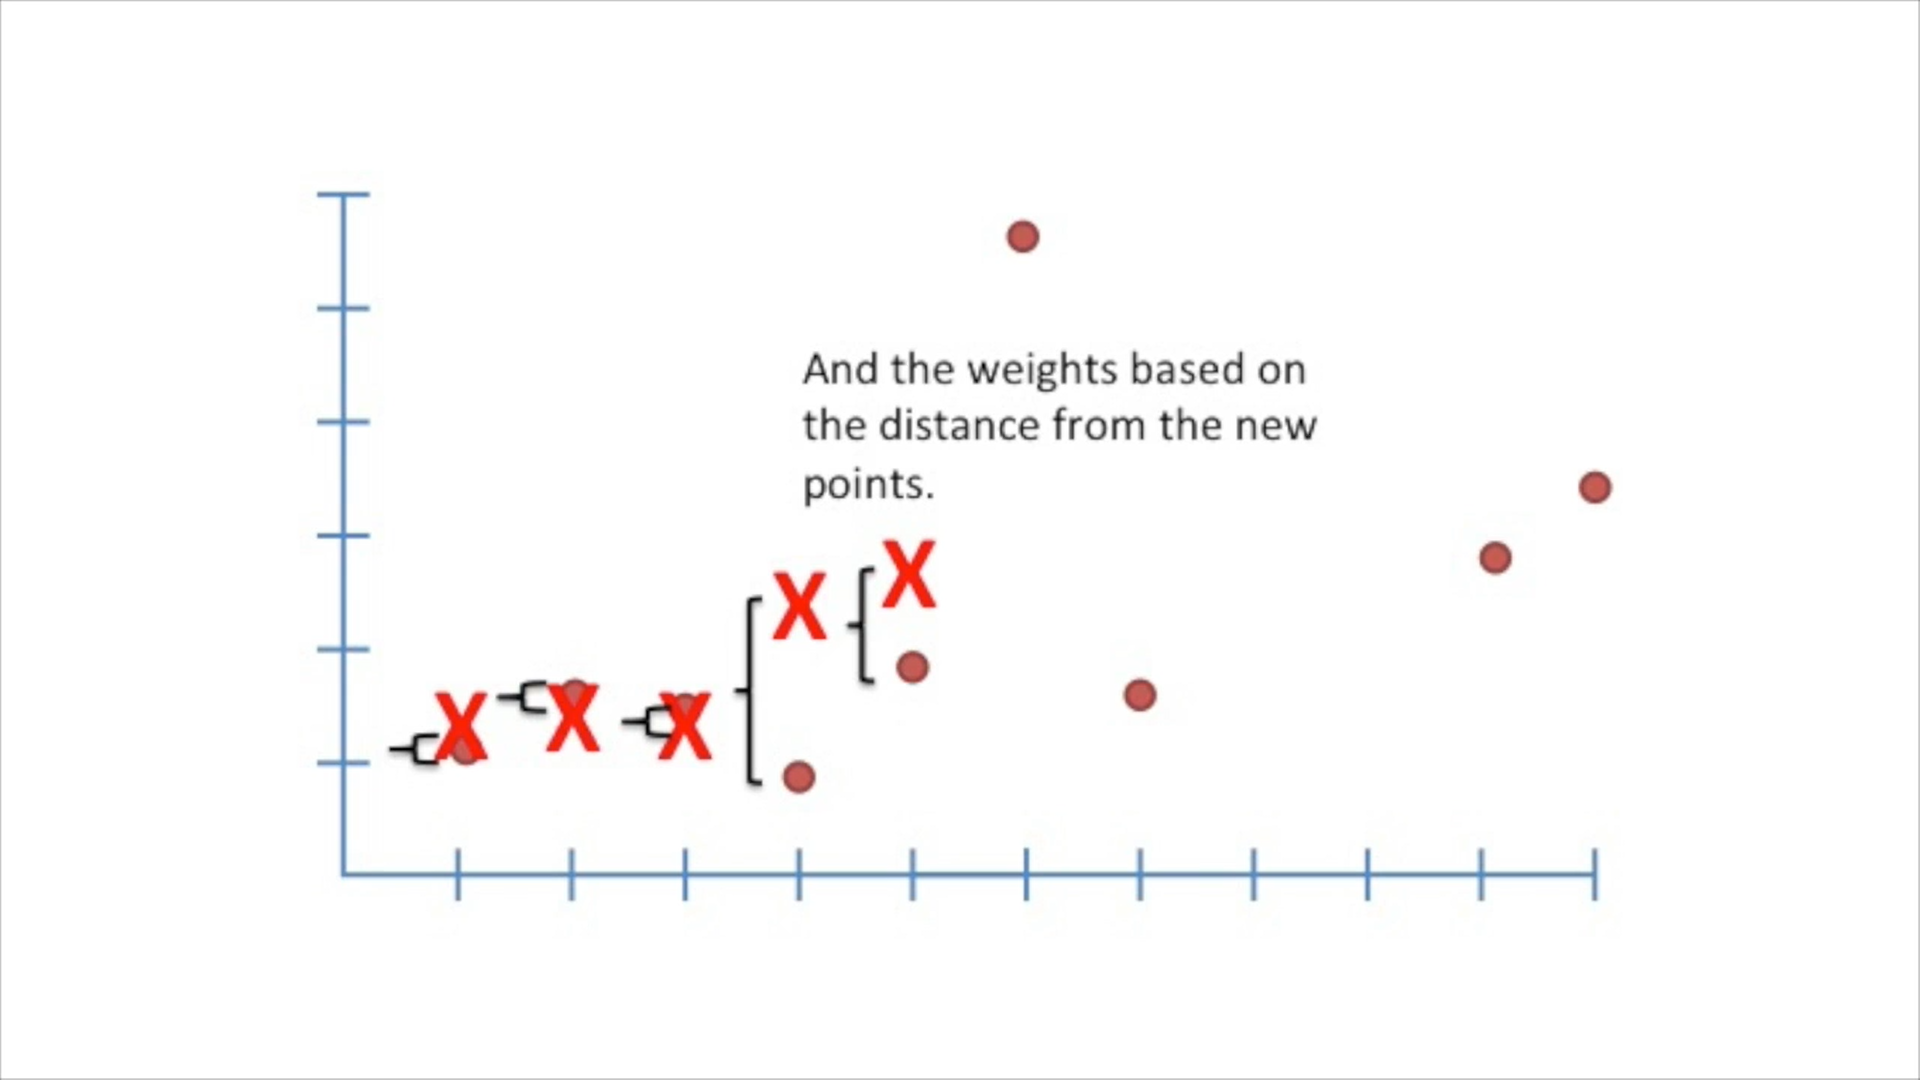 And the weights based on
the distance from the new
points.
X
X
X
X
X